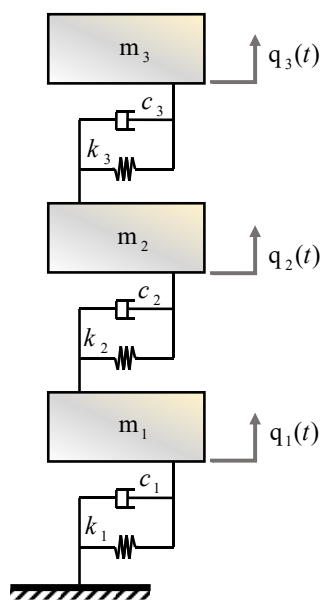 m₃
q₃(t)
c₃
k₃
m₂
q₂(t)
c₂
k₂
m₁
q₁(t)
c₁
k₁